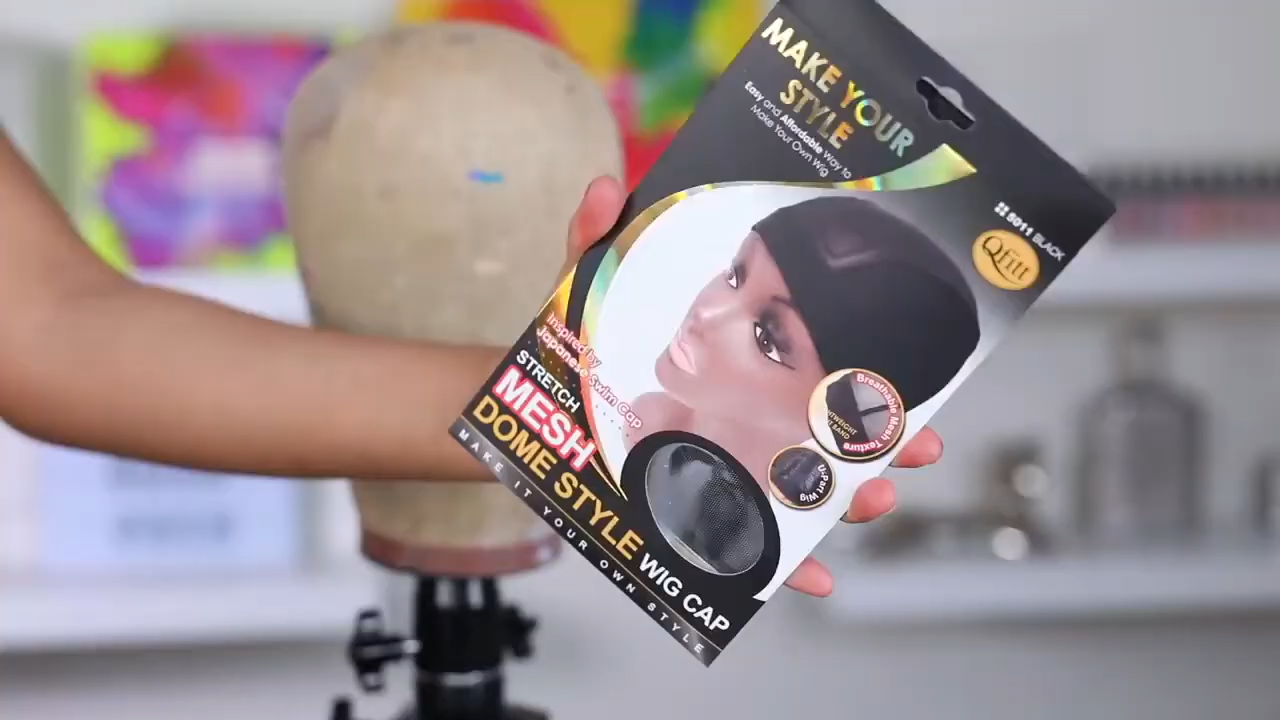 MAKE YOUR
STYLE
Easy and Affordable Way to
Make Your Own Wig
5011 BLACK
Qfitt
Inspired by
Japanese Swim Cap
STRETCH
MESH
DOME STYLE WIG CAP
MAKE IT YOUR OWN STYLE
Breathable Mesh Texture
U-Part Wig